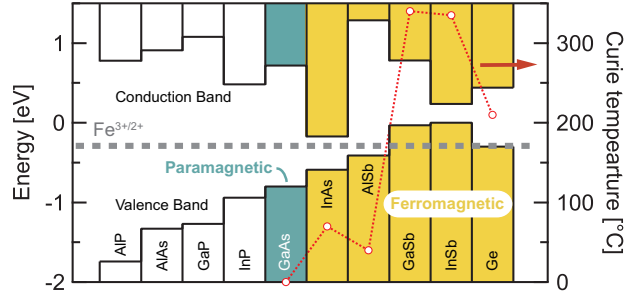 1
0
-1
-2
Energy [eV]
Conduction Band
Fe3+/2+
Paramagnetic
Valence Band
Ferromagnetic
AlP
AlAs
GaP
InP
GaAs
InAs
AlSb
GaSb
InSb
Ge
300
200
100
0
Curie tempearture [°C]